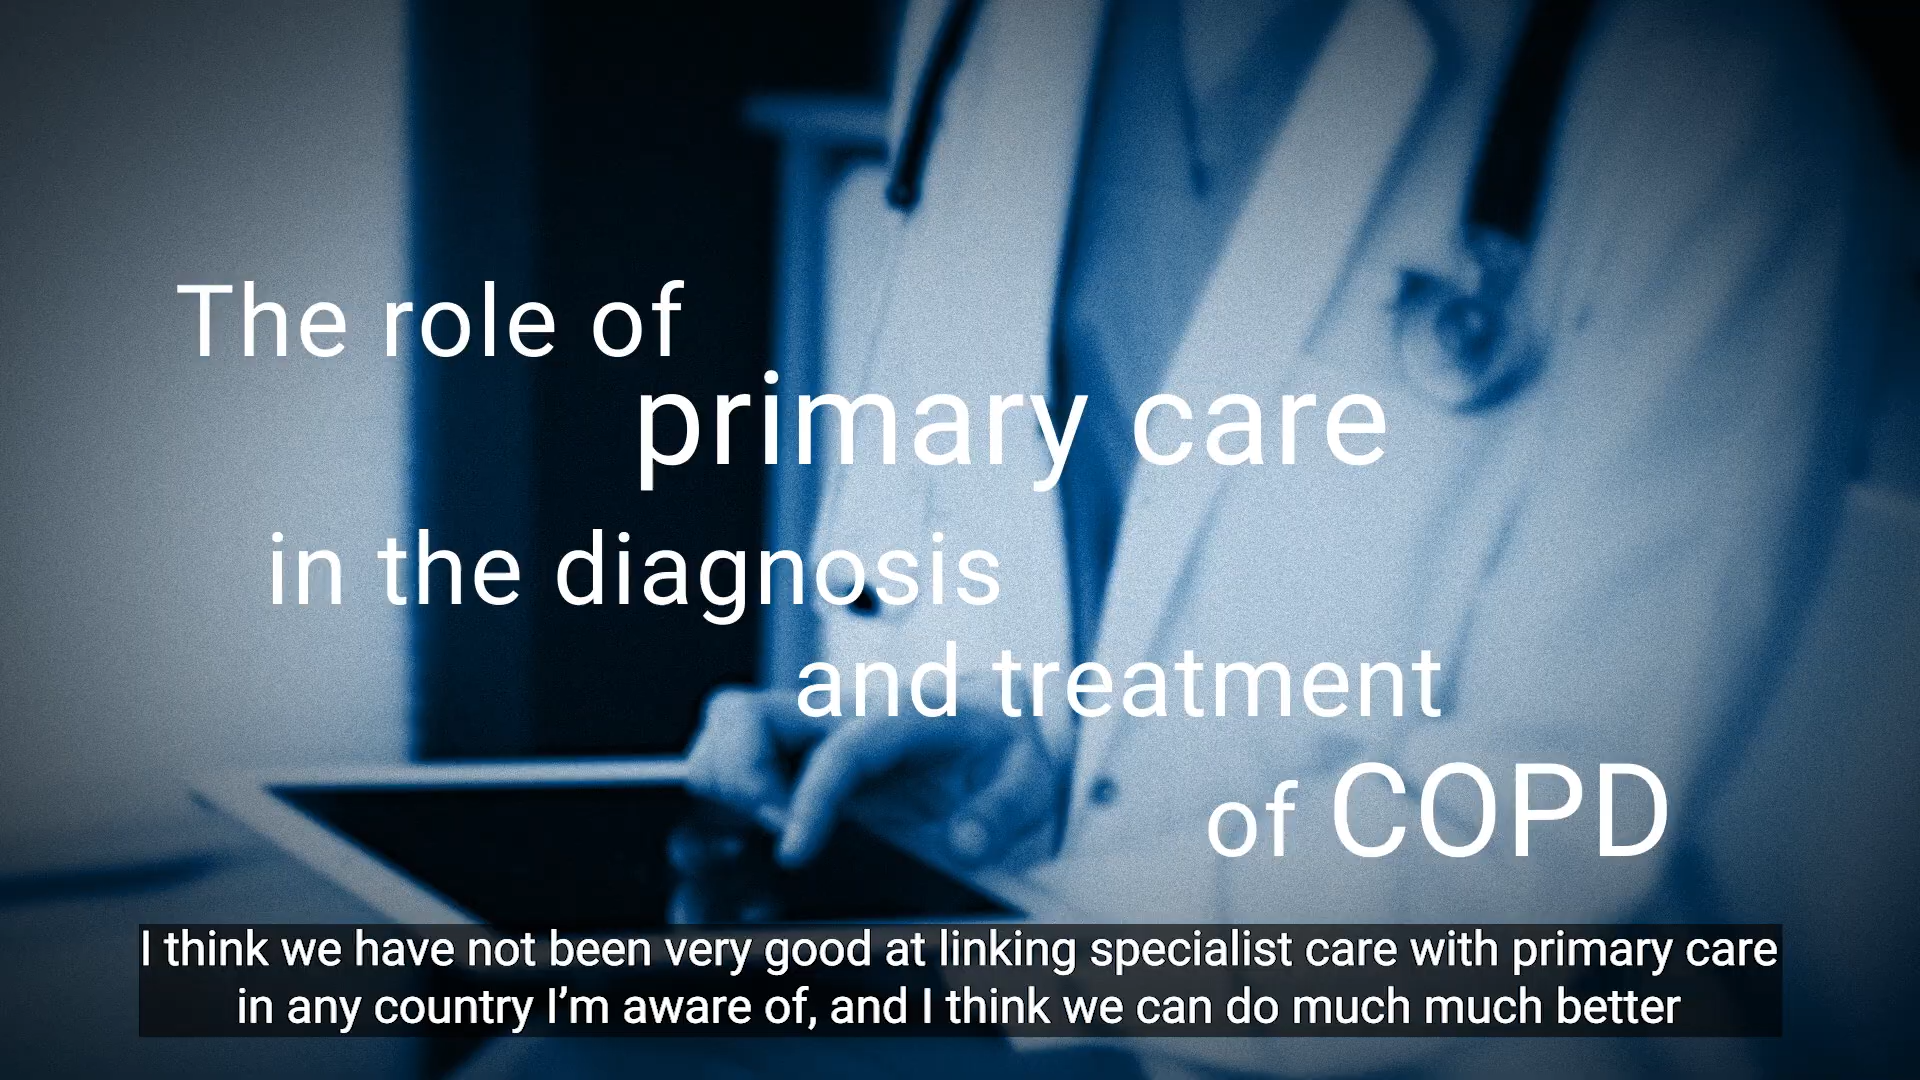 The role of
primary care
in the diagnosis
and treatment
of COPD
I think we have not been very good at linking specialist care with primary care
in any country I’m aware of, and I think we can do much much better